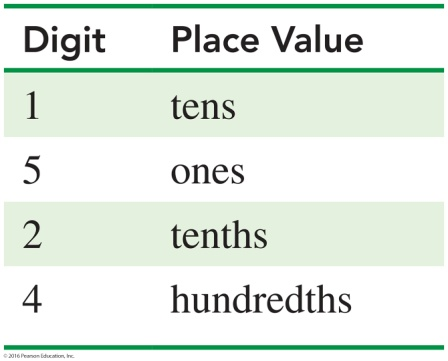 Digit Place Value
1 tens
5 ones
2 tenths
4 hundredths
© 2016 Pearson Education, Inc.